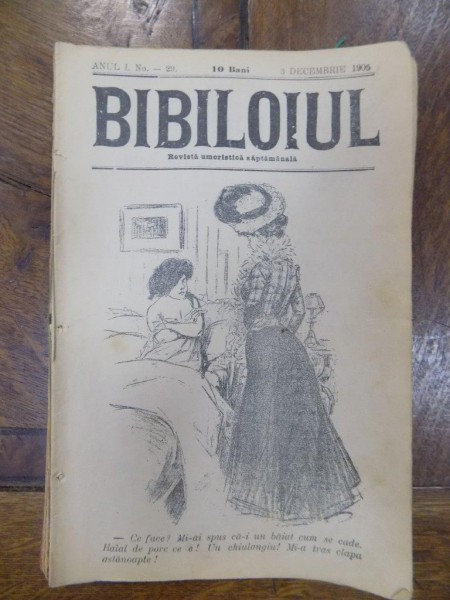 ANUL I. No. — 29.   10 Bani   3 DECEMBRIE 1906
BIBILOIUL
Revistă umoristică săptămânală
— Ce face? Mi-ai spus că-i un băiat cum se cade.
Halal de parc ce é! Un chiulangiu! Mi-a tras clapa
astănoapte!